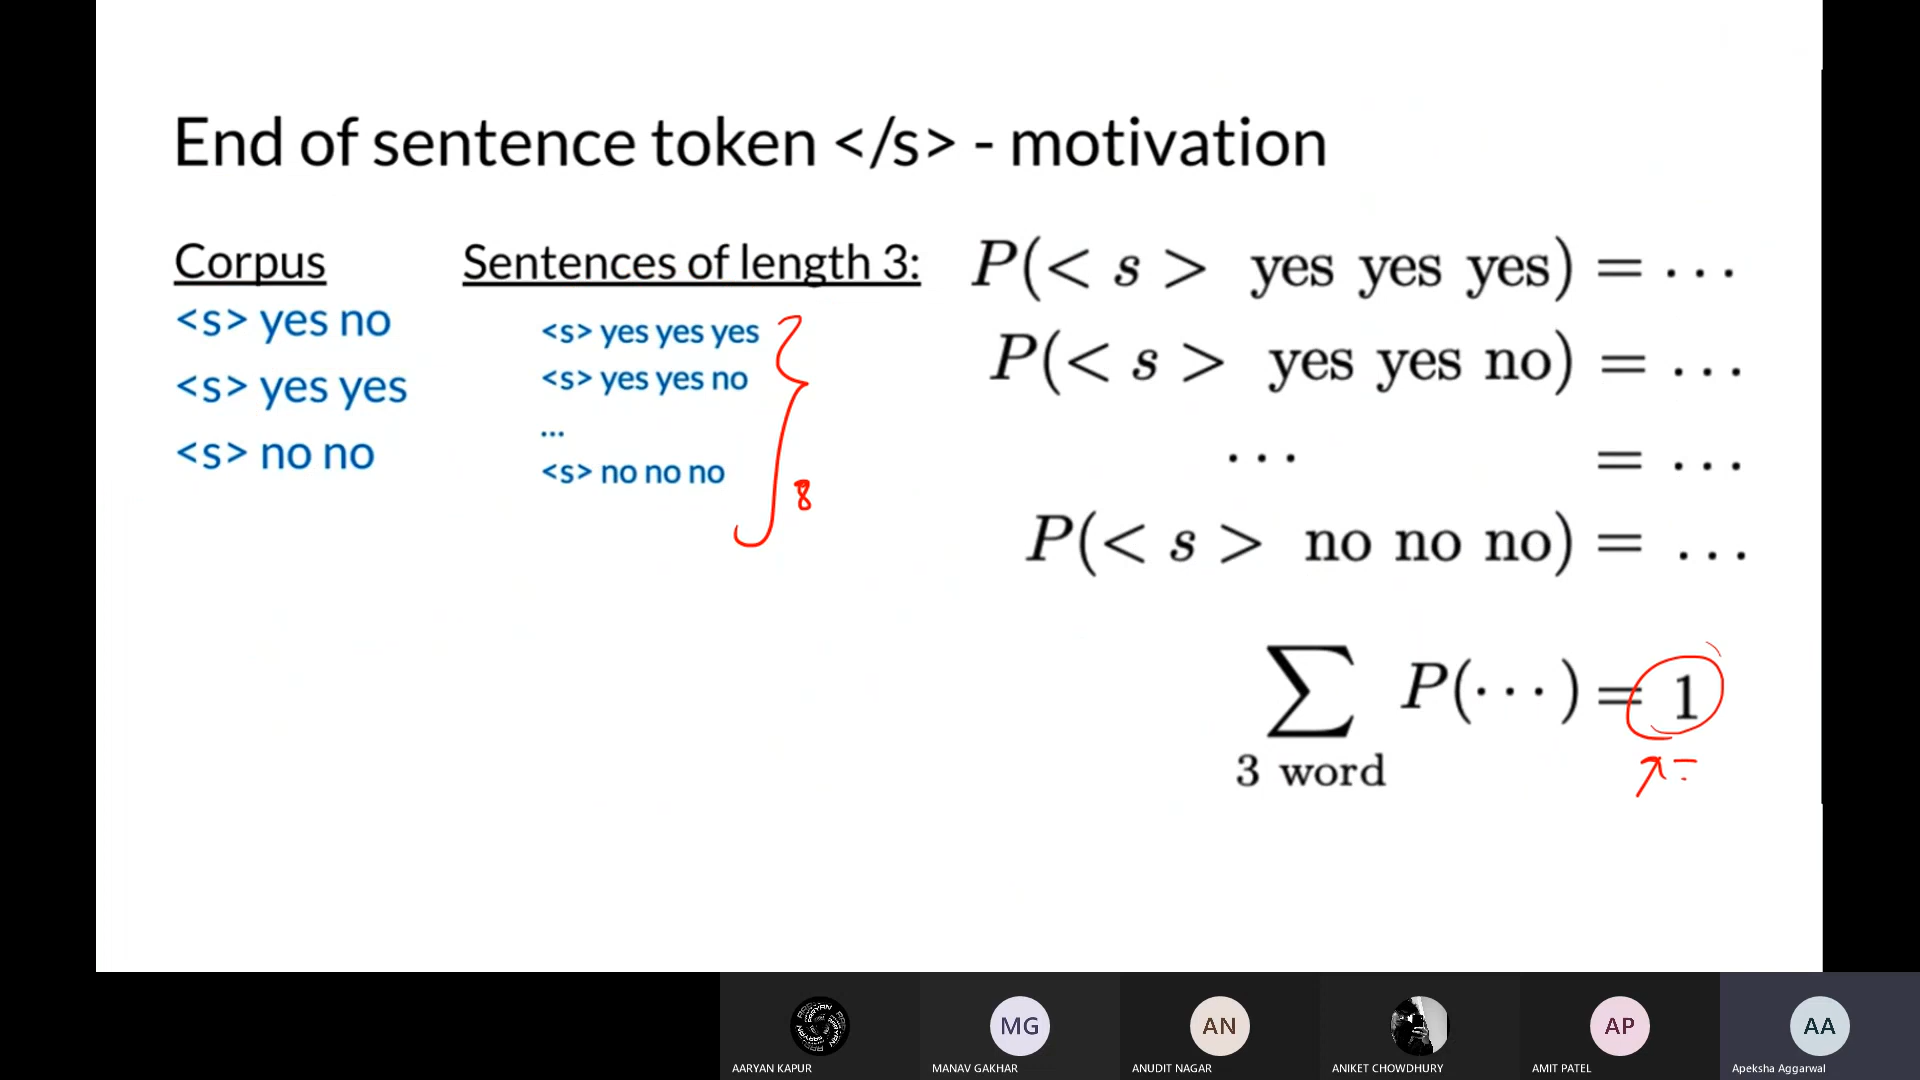 End of sentence token </s> - motivation
Corpus
<s> yes no
<s> yes yes
<s> no no
Sentences of length 3:
<s> yes yes yes
<s> yes yes no
...
<s> no no no
8
P(< s > yes yes yes) = ···
P(< s > yes yes no) = ···
··· = ···
P(< s > no no no) = ···
∑ P(···) = 1
3 word
MG
AN
AP
AA
AARYAN KAPUR
MANAV GAKHAR
ANUDIT NAGAR
ANIKET CHOWDHURY
AMIT PATEL
Apeksha Aggarwal